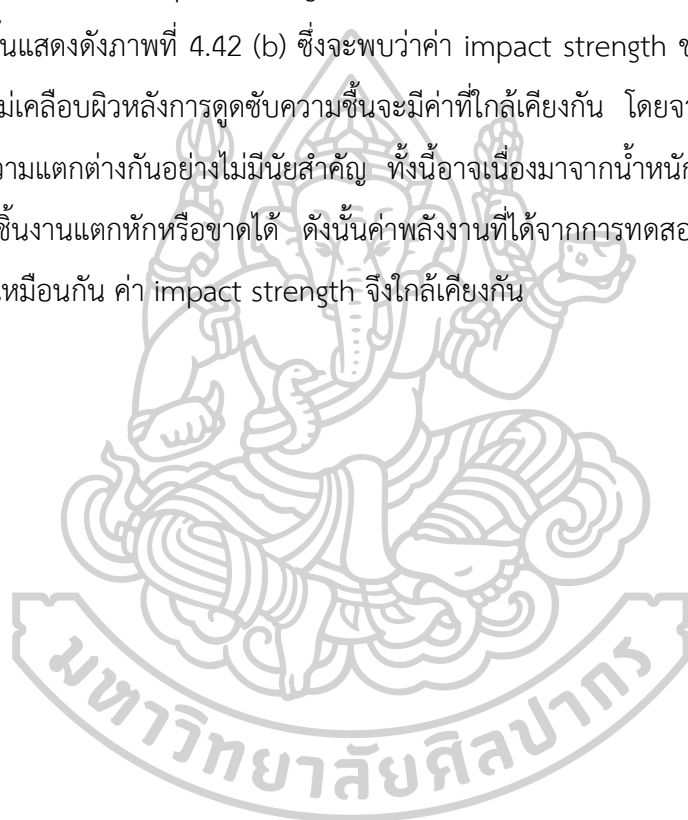 ั้นแสดงดังภาพที่ 4.42 (b) ซึ่งจะพบว่าค่า impact strength
ม่เคลือบผิวหลังการดูดซับความชื้นจะมีค่าที่ใกล้เคียงกัน
วามแตกต่างกันอย่างไม่มีนัยสำคัญ ทั้งนี้อาจเนื่องมาจากน้ำหนัก
ชิ้นงานแตกหักหรือขาดได้ ดังนั้นค่าพลังงานที่ได้จากการทดสอ
เหมือนกัน ค่า impact strength จึงใกล้เคียงกัน
มหาวิทยาลัยศิลปากร